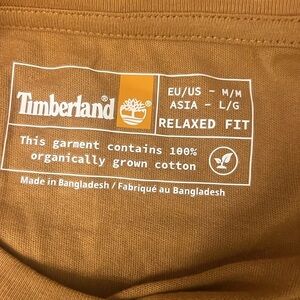 Timberland®
EU/US - M/M
ASIA - L/G
RELAXED FIT
This garment contains 100%
organically grown cotton
Made in Bangladesh / Fabriqué au Bangladesh